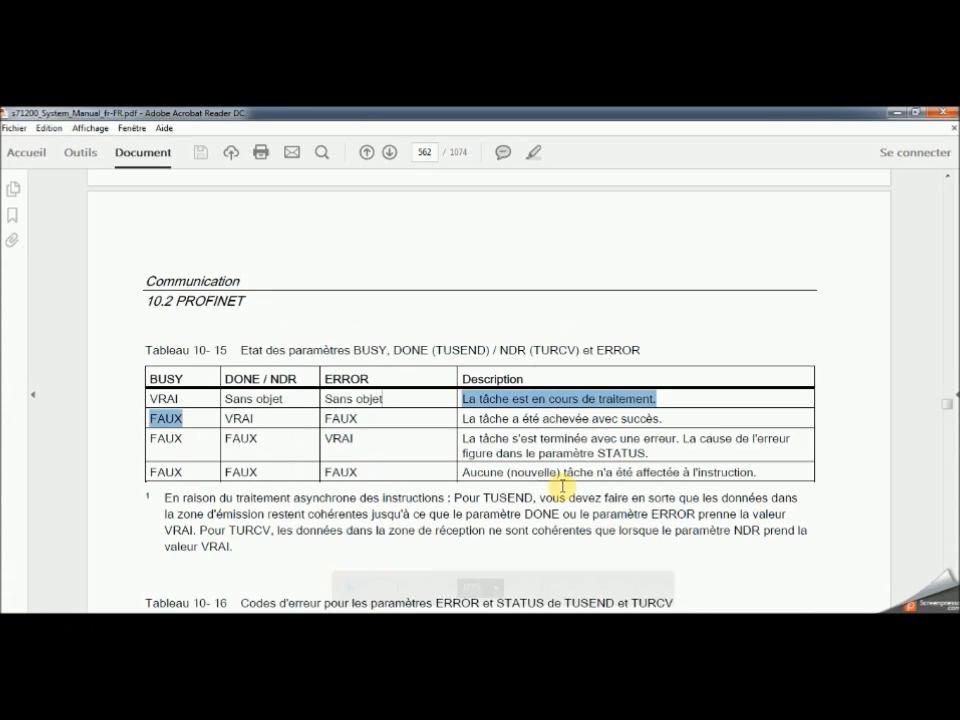 s71200_System_Manual_fr-FR.pdf - Adobe Acrobat Reader DC
Fichier Edition Affichage Fenêtre Aide
Accueil Outils Document 562 / 1074 Se connecter
Communication
10.2 PROFINET
Tableau 10- 15 Etat des paramètres BUSY, DONE (TUSEND) / NDR (TURCV) et ERROR
BUSY DONE / NDR ERROR Description
VRAI Sans objet Sans objet La tâche est en cours de traitement.
FAUX VRAI FAUX La tâche a été achevée avec succès.
FAUX FAUX VRAI La tâche s'est terminée avec une erreur. La cause de l'erreur
figure dans le paramètre STATUS.
FAUX FAUX FAUX Aucune (nouvelle) tâche n'a été affectée à l'instruction.
1 En raison du traitement asynchrone des instructions : Pour TUSEND, vous devez faire en sorte que les données dans
la zone d'émission restent cohérentes jusqu'à ce que le paramètre DONE ou le paramètre ERROR prenne la valeur
VRAI. Pour TURCV, les données dans la zone de réception ne sont cohérentes que lorsque le paramètre NDR prend la
valeur VRAI.
Tableau 10- 16 Codes d'erreur pour les paramètres ERROR et STATUS de TUSEND et TURCV